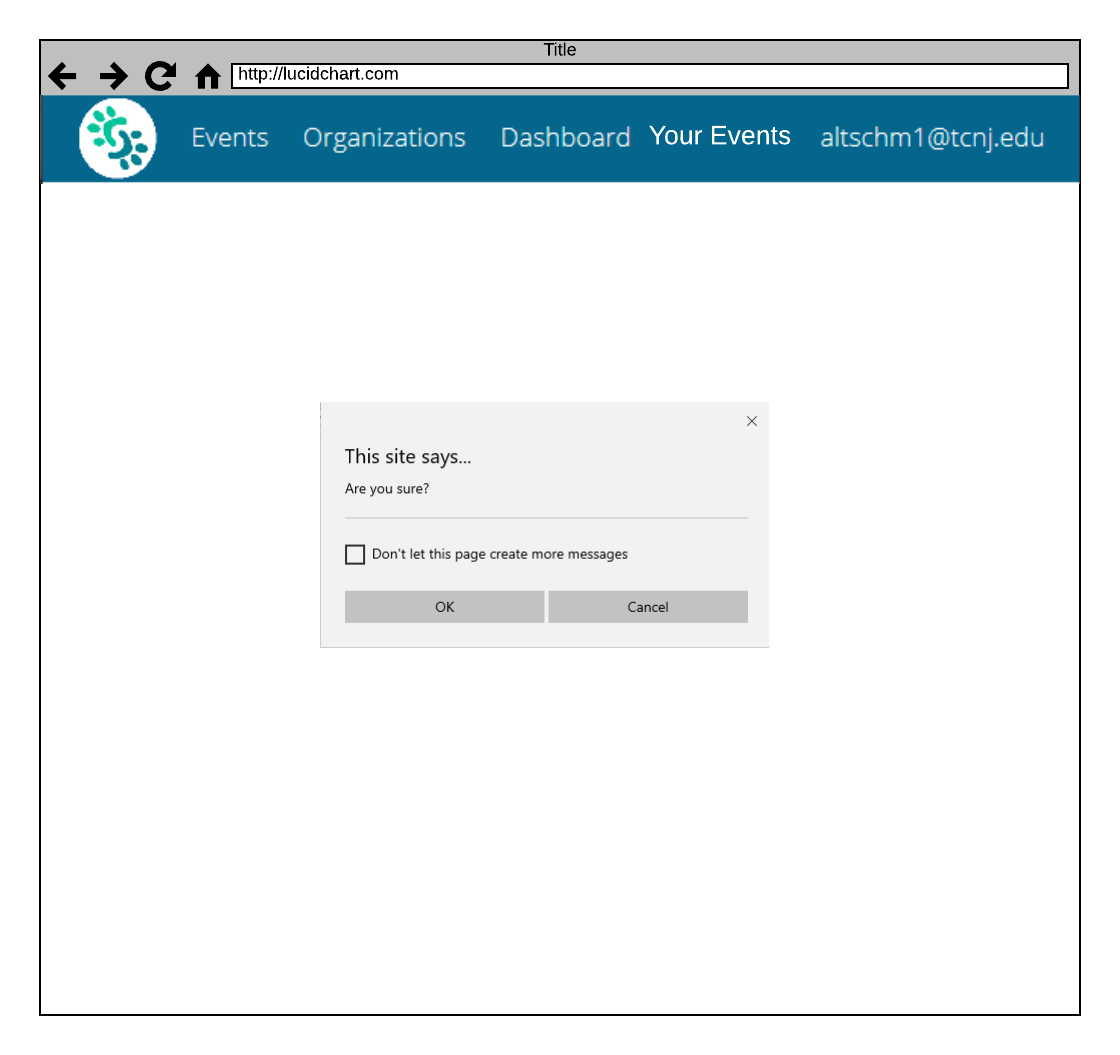 Title
http://lucidchart.com
Events Organizations Dashboard Your Events altschm1@tcnj.edu
This site says...
Are you sure?
Don't let this page create more messages
OK Cancel